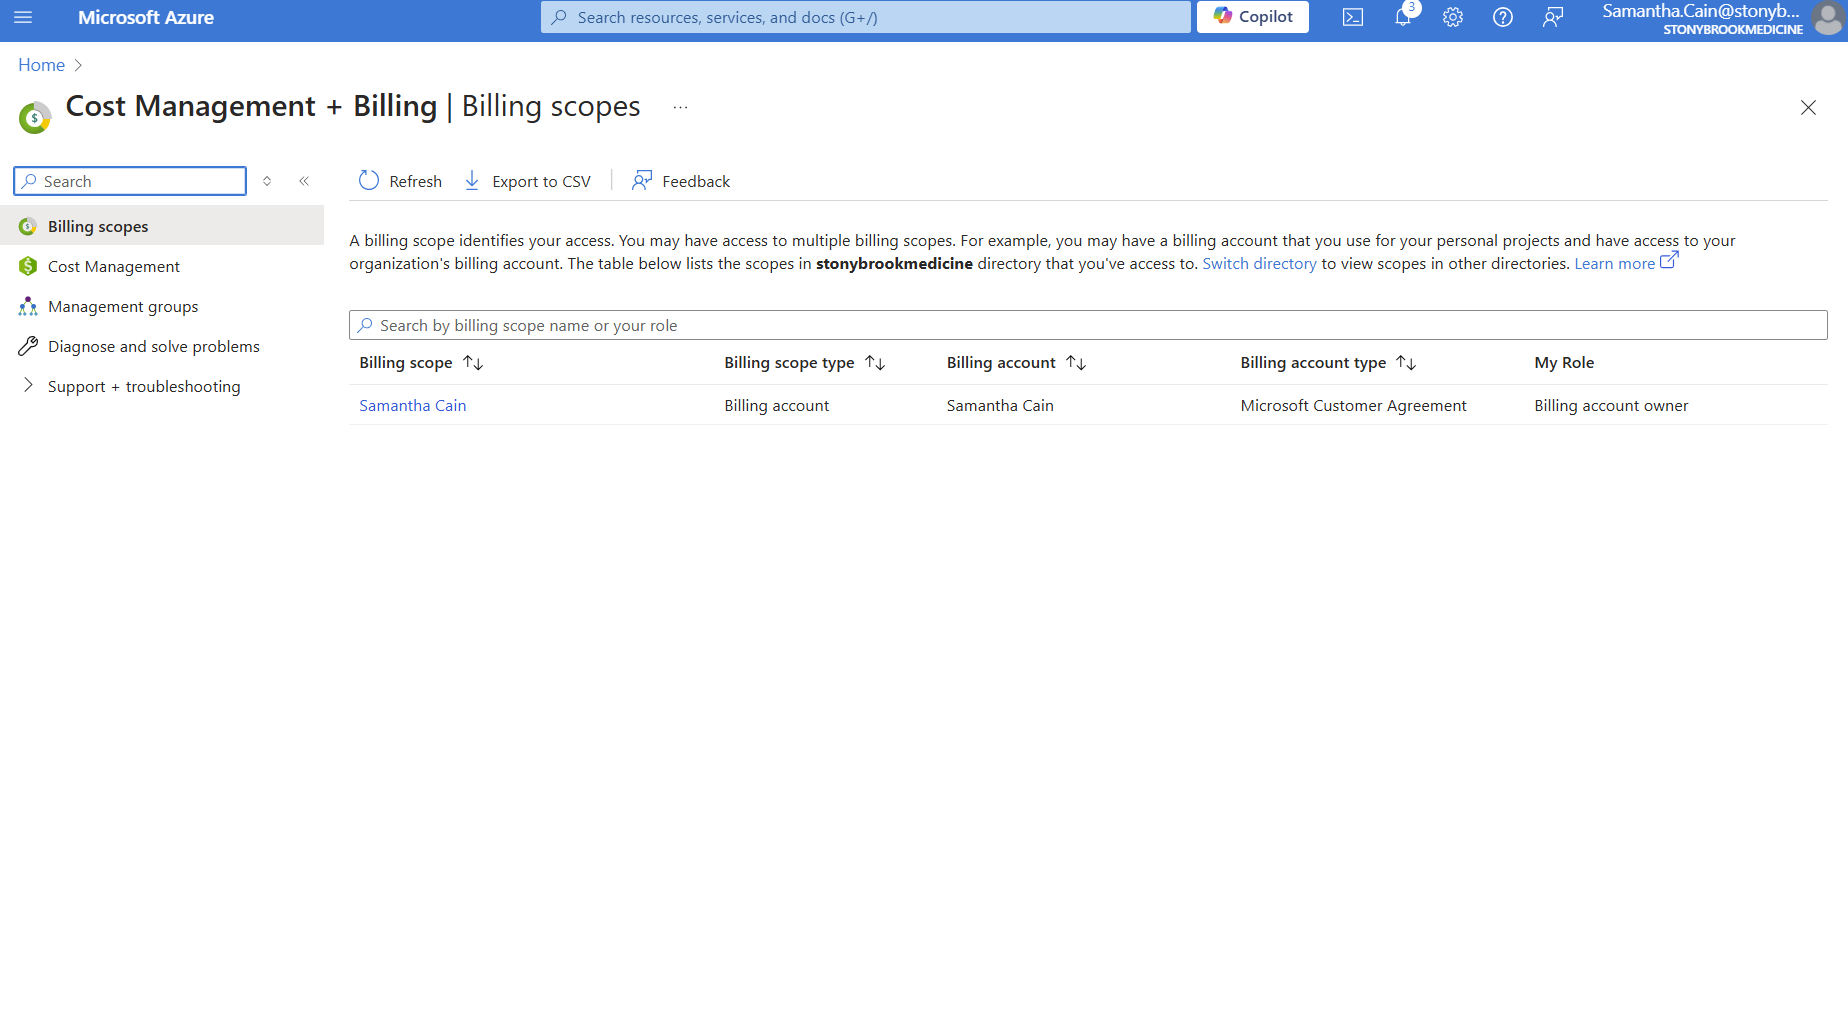 Microsoft Azure
Search resources, services, and docs (G+/)
Copilot
3
Samantha.Cain@stonyb...
STONYBROOKMEDICINE
Home
Cost Management + Billing | Billing scopes ...
Search
Refresh
Export to CSV
Feedback
Billing scopes
Cost Management
Management groups
Diagnose and solve problems
Support + troubleshooting
A billing scope identifies your access. You may have access to multiple billing scopes. For example, you may have a billing account that you use for your personal projects and have access to your
organization's billing account. The table below lists the scopes in stonybrookmedicine directory that you've access to. Switch directory to view scopes in other directories. Learn more
Search by billing scope name or your role
Billing scope Billing scope type Billing account Billing account type My Role
Samantha Cain Billing account Samantha Cain Microsoft Customer Agreement Billing account owner